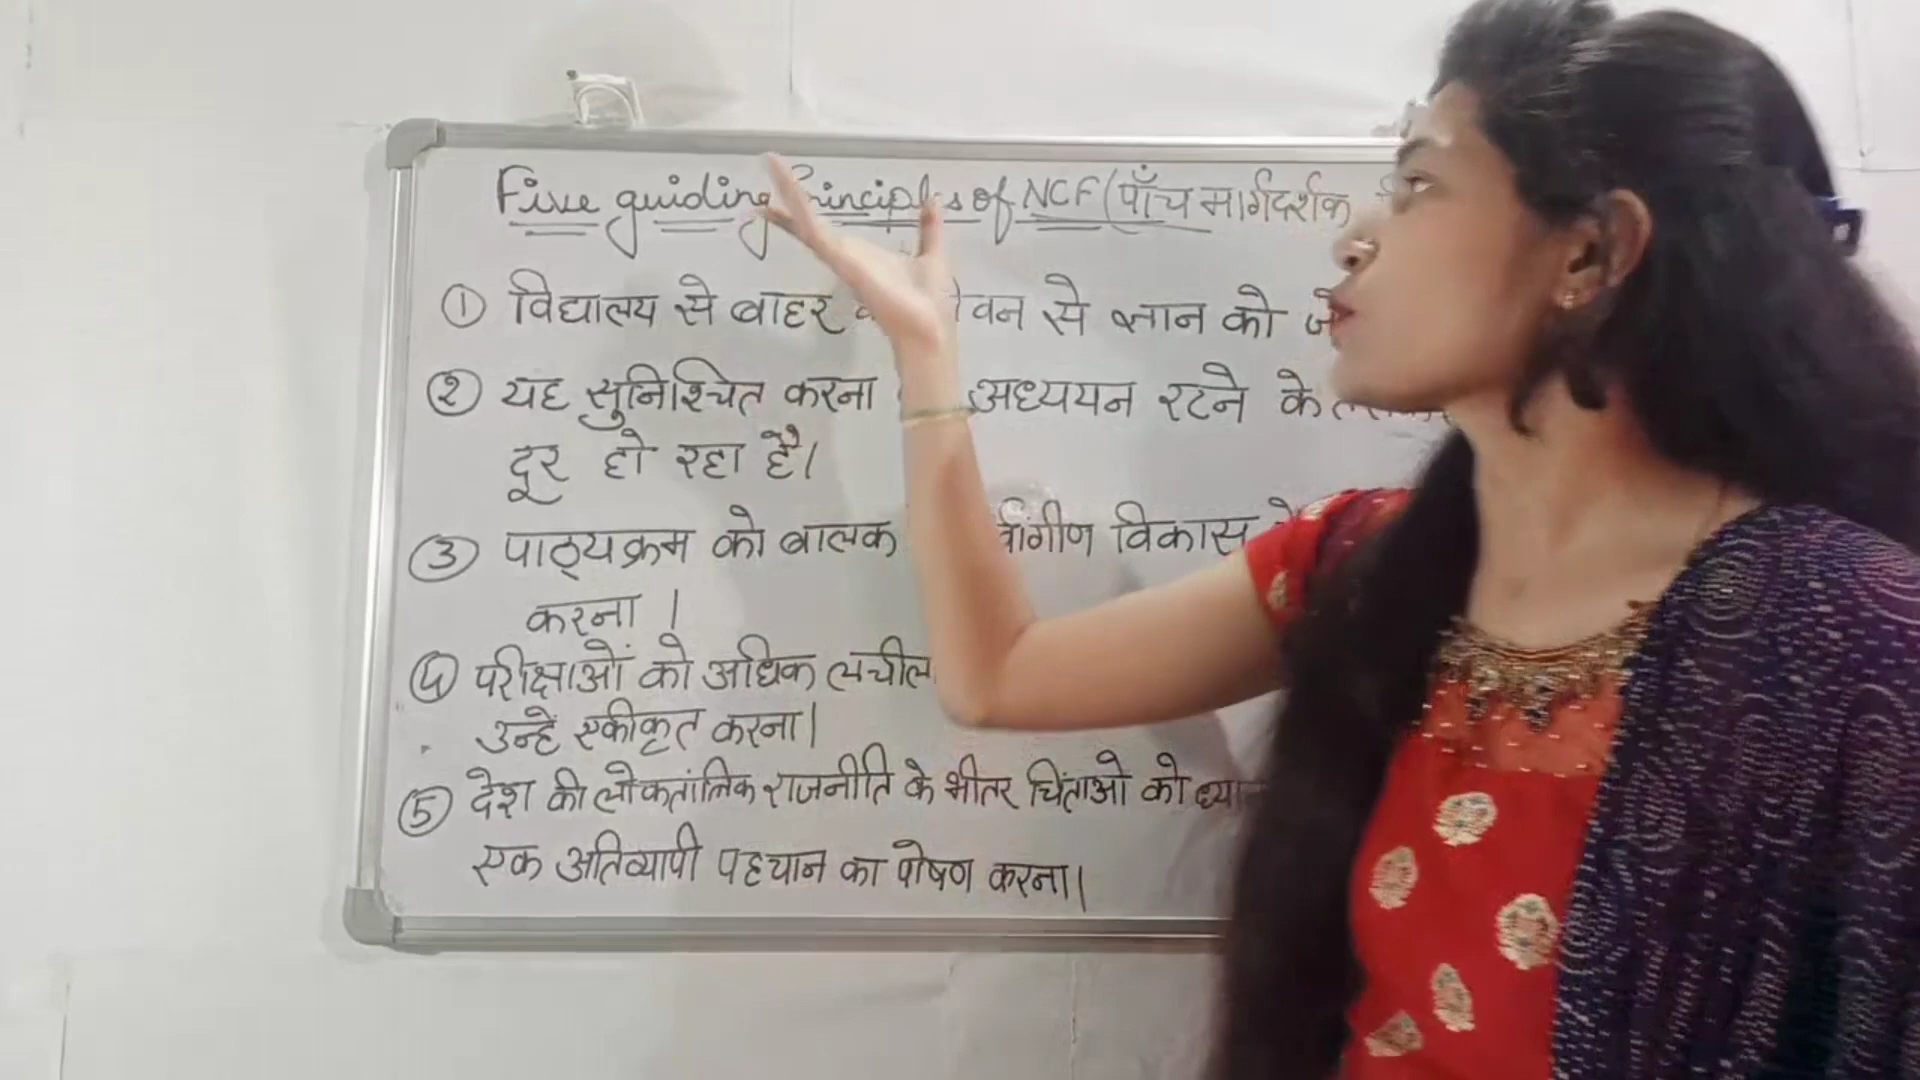 Five guiding Principles of NCF (पाँच मार्गदर्शक
① विद्यालय से बाहर से ज्ञान को
② यह सुनिश्चित करना अध्ययन रटने के
दूर हो रहा है।
③ पाठ्यक्रम को बालक विकास
करना ।
④ परीक्षाओं को अधिक
उन्हें एकीकृत करना।
⑤ देश की लोकतांत्रिक राजनीति के भीतर चिंताओ को
एक अतिव्यापी पहचान का पोषण करना।